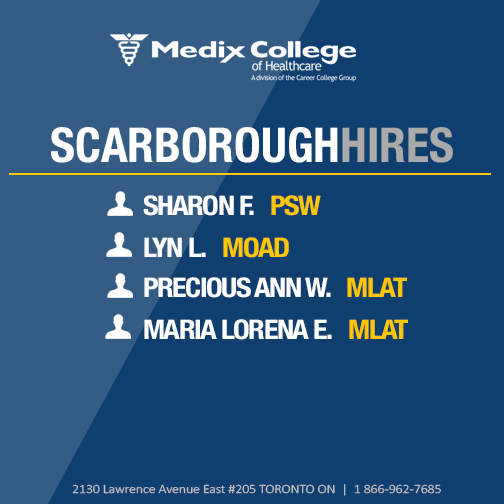 Medix College
of Healthcare
A division of the Career College Group
SCARBOROUGHHIRES
SHARON F. PSW
LYN L. MOAD
PRECIOUS ANN W. MLAT
MARIA LORENA E. MLAT
2130 Lawrence Avenue East #205 TORONTO ON | 1 866-962-7685